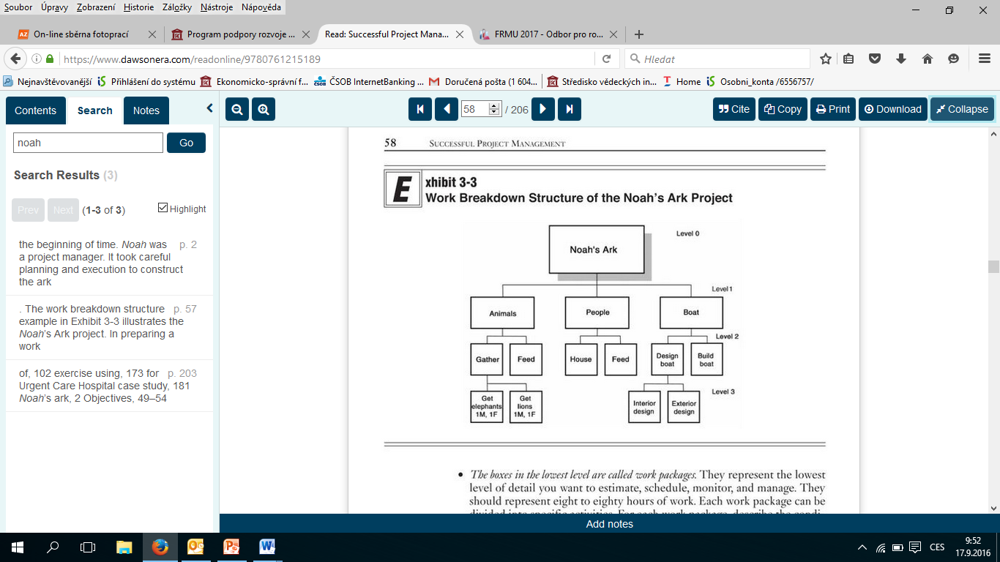 Soubor Úpravy Zobrazení Historie Záložky Nástroje Nápověda
On-line sběrna fotoprací
Program podpory rozvoje ...
Read: Successful Project Mana...
FRMU 2017 - Odbor pro ro...
https://www.dawsonera.com/readonline/9780761215189
Hledat
Nejnavštěvovanější
Přihlášení do systému
Ekonomicko-správní f...
ČSOB InternetBanking ...
Doručená pošta (1 604...
Středisko vědeckých in...
Home
Osobni_konta /6556757/
Contents Search Notes
58 / 206
Cite Copy Print Download Collapse
noah Go
Search Results (3)
Prev Next (1-3 of 3) Highlight
the beginning of time. Noah was p. 2
a project manager. It took careful
planning and execution to construct
the ark
. The work breakdown structure p. 57
example in Exhibit 3-3 illustrates the
Noah's Ark project. In preparing a
work
of, 102 exercise using, 173 for p. 203
Urgent Care Hospital case study, 181
Noah's ark, 2 Objectives, 49–54
58 SUCCESSFUL PROJECT MANAGEMENT
Exhibit 3-3
Work Breakdown Structure of the Noah's Ark Project
Level 0
Noah's Ark
Level 1
Animals People Boat
Level 2
Gather
Feed
House
Feed
Design
boat
Build
boat
Level 3
Get
elephants
1M, 1F
Get
lions
1M, 1F
Interior
design
Exterior
design
• The boxes in the lowest level are called work packages. They represent the lowest
level of detail you want to estimate, schedule, monitor, and manage. They
should represent eight to eighty hours of work. Each work package can be
divided into specific activities. For each work package, describe the condi-
Add notes
CES
9:52
17.9.2016